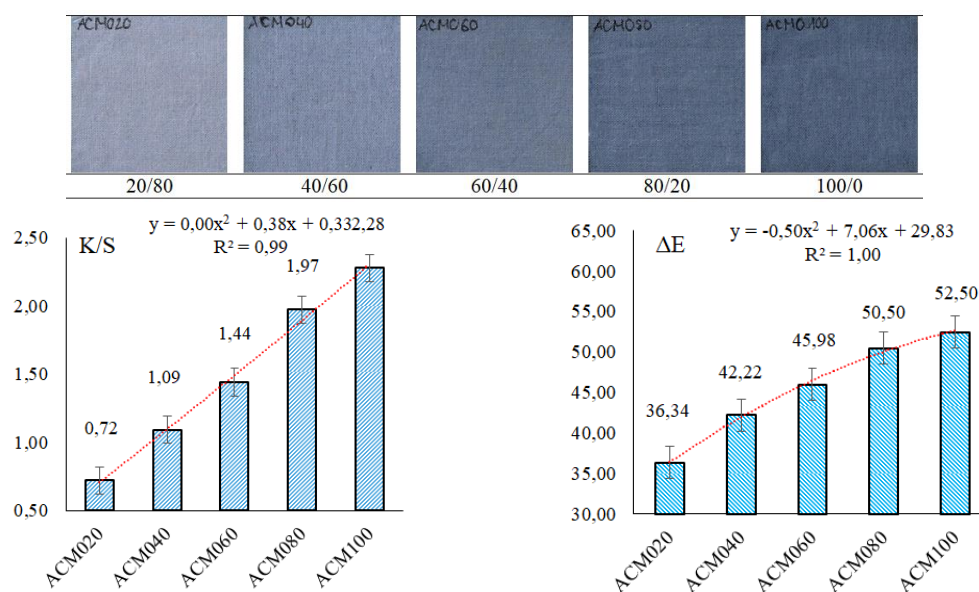 ACM020 ACM040 ACM060 ACM080 ACM0100
20/80 40/60 60/40 80/20 100/0
K/S
y = 0,00x² + 0,38x + 0,332,28
R² = 0,99
2,50
2,00
1,50
1,00
0,50
0,72
1,09
1,44
1,97
ACM020
ACM040
ACM060
ACM080
ACM100
ΔE
y = -0,50x² + 7,06x + 29,83
R² = 1,00
65,00
60,00
55,00
50,00
45,00
40,00
35,00
30,00
36,34
42,22
45,98
50,50
52,50
ACM020
ACM040
ACM060
ACM080
ACM100